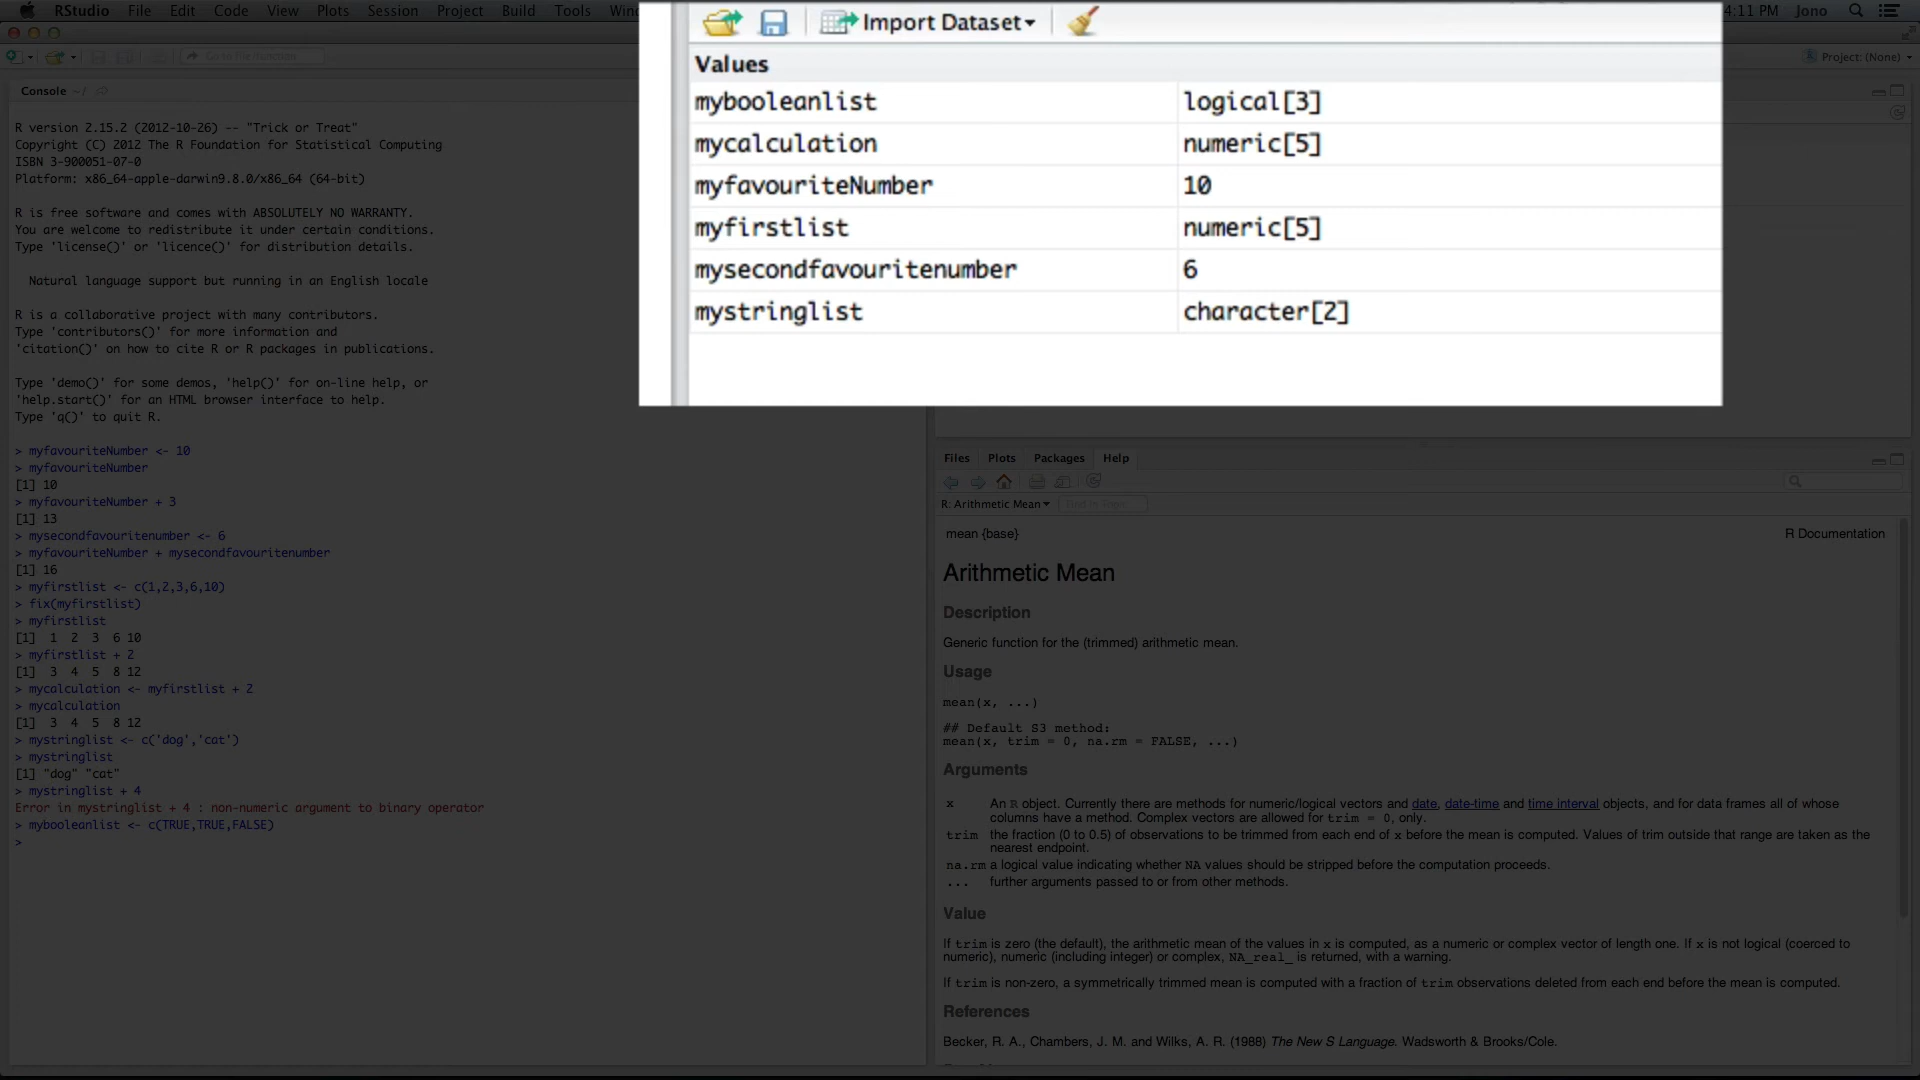 RStudio File Edit Code View Plots Session Project Build Tools
4:11 PM Jono
Go to file/function
Project: (None)
Import Dataset
Values
mybooleanlist logical[3]
mycalculation numeric[5]
myfavouriteNumber 10
myfirstlist numeric[5]
mysecondfavouritenumber 6
mystringlist character[2]
Console ~/
R version 2.15.2 (2012-10-26) -- "Trick or Treat"
Copyright (C) 2012 The R Foundation for Statistical Computing
ISBN 3-900051-07-0
Platform: x86_64-apple-darwin9.8.0/x86_64 (64-bit)
R is free software and comes with ABSOLUTELY NO WARRANTY.
You are welcome to redistribute it under certain conditions.
Type 'license()' or 'licence()' for distribution details.
Natural language support but running in an English locale
R is a collaborative project with many contributors.
Type 'contributors()' for more information and
'citation()' on how to cite R or R packages in publications.
Type 'demo()' for some demos, 'help()' for on-line help, or
'help.start()' for an HTML browser interface to help.
Type 'q()' to quit R.
> myfavouriteNumber <- 10
> myfavouriteNumber
[1] 10
> myfavouriteNumber + 3
[1] 13
> mysecondfavouritenumber <- 6
> myfavouriteNumber + mysecondfavouritenumber
[1] 16
> myfirstlist <- c(1,2,3,6,10)
> fix(myfirstlist)
> myfirstlist
[1] 1 2 3 6 10
> myfirstlist + 2
[1] 3 4 5 8 12
> mycalculation <- myfirstlist + 2
> mycalculation
[1] 3 4 5 8 12
> mystringlist <- c('dog','cat')
> mystringlist
[1] "dog" "cat"
> mystringlist + 4
Error in mystringlist + 4 : non-numeric argument to binary operator
> mybooleanlist <- c(TRUE,TRUE,FALSE)
>
Files Plots Packages Help
R: Arithmetic Mean Find in Topic
mean {base} R Documentation
Arithmetic Mean
Description
Generic function for the (trimmed) arithmetic mean.
Usage
mean(x, ...)
## Default S3 method:
mean(x, trim = 0, na.rm = FALSE, ...)
Arguments
x An R object. Currently there are methods for numeric/logical vectors and date, date-time and time interval objects, and for data frames all of whose
columns have a method. Complex vectors are allowed for trim = 0, only.
trim the fraction (0 to 0.5) of observations to be trimmed from each end of x before the mean is computed. Values of trim outside that range are taken as the
nearest endpoint.
na.rm a logical value indicating whether NA values should be stripped before the computation proceeds.
... further arguments passed to or from other methods.
Value
If trim is zero (the default), the arithmetic mean of the values in x is computed, as a numeric or complex vector of length one. If x is not logical (coerced to
numeric), numeric (including integer) or complex, NA_real_ is returned, with a warning.
If trim is non-zero, a symmetrically trimmed mean is computed with a fraction of trim observations deleted from each end before the mean is computed.
References
Becker, R. A., Chambers, J. M. and Wilks, A. R. (1988) The New S Language. Wadsworth & Brooks/Cole.